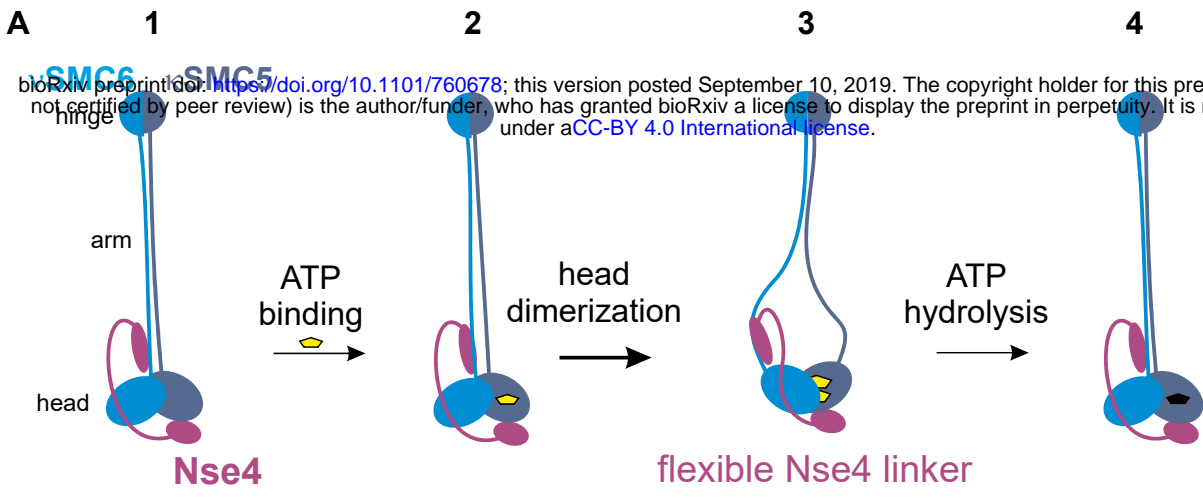 A 1 2 3 4
νSMC6 κSMC5
bioRxiv preprint doi: https://doi.org/10.1101/760678; this version posted September 10, 2019. The copyright holder for this pre
not certified by peer review) is the author/funder, who has granted bioRxiv a license to display the preprint in perpetuity. It is
under aCC-BY 4.0 International license.
hinge
arm
ATP
binding
head
dimerization
ATP
hydrolysis
head
Nse4
flexible Nse4 linker